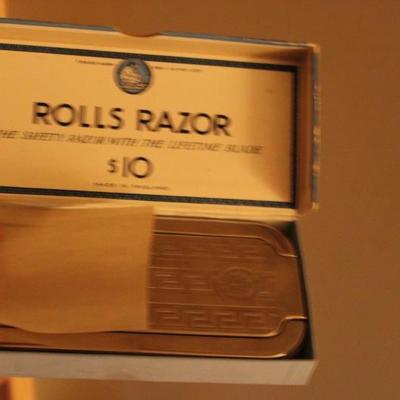 ROLLS RAZOR
THE SAFETY RAZOR WITH THE LIFETIME BLADE
$10
MADE IN ENGLAND